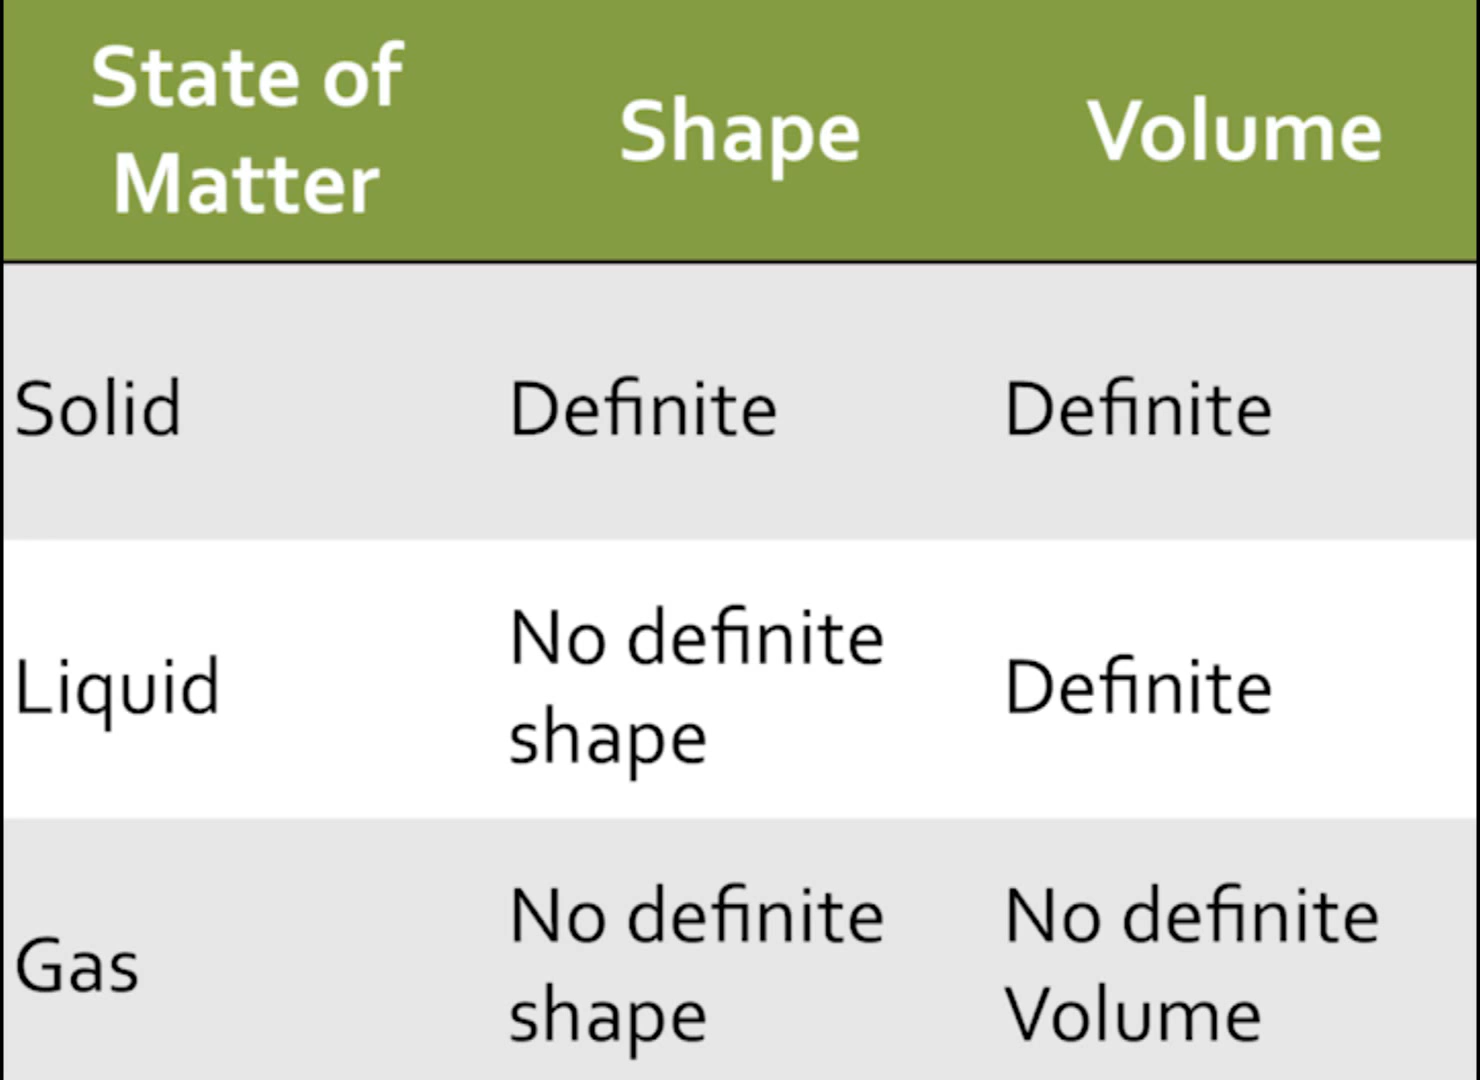 State of
Matter
Shape
Volume
Solid
Definite
Definite
Liquid
No definite
shape
Definite
Gas
No definite
shape
No definite
Volume